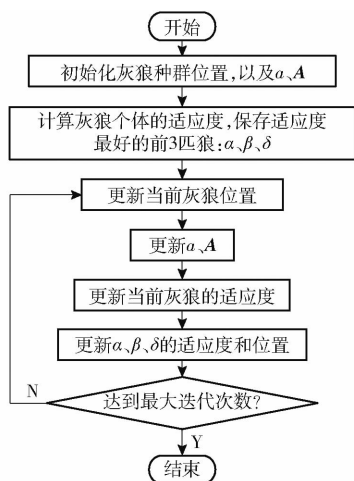 开始
初始化灰狼种群位置,以及a、A
计算灰狼个体的适应度,保存适应度
最好的前3匹狼:α、β、δ
更新当前灰狼位置
更新a、A
更新当前灰狼的适应度
更新α、β、δ的适应度和位置
达到最大迭代次数?
N
Y
结束